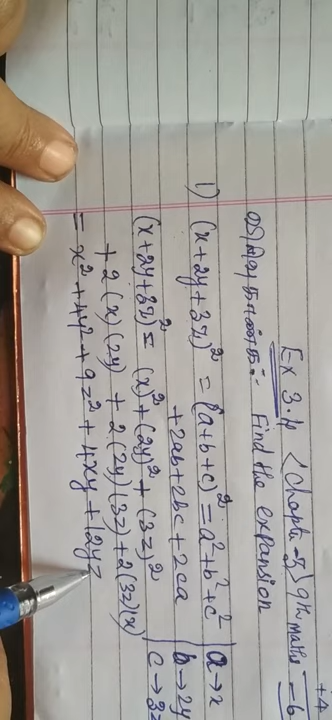 Ex 3.4 (Chapter-3) 9th maths
Find the expansion
1) (x+2y+3z)² = (a+b+c)² = a²+b²+c²
+2ab+2bc+2ca
a→x
b→2y
c→3z
(x+2y+3z)² = (x)²+(2y)²+(3z)²
+2(x)(2y)+2(2y)(3z)+2(3z)(x)
= x²+4y²+9z²+4xy+12yz